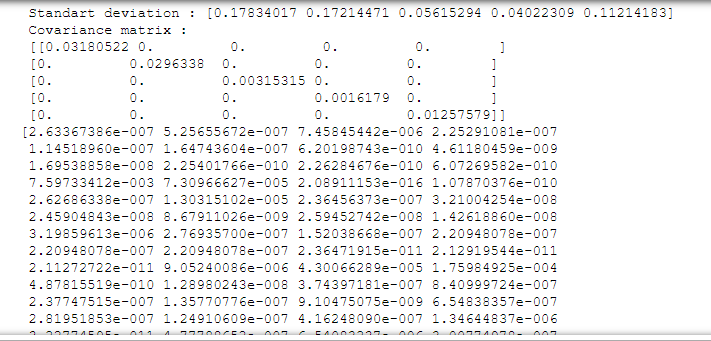 Standart deviation : [0.17834017 0.17214471 0.05615294 0.04022309 0.11214183]
Covariance matrix :
[[0.03180522 0. 0. 0. 0. ]
[0. 0.0296338 0. 0. 0. ]
[0. 0. 0.00315315 0. 0. ]
[0. 0. 0. 0.0016179 0. ]
[0. 0. 0. 0. 0.01257579]]
[2.63367386e-007 5.25655672e-007 7.45845442e-006 2.25291081e-007
1.14518960e-007 1.64743604e-007 6.20198743e-010 4.61180459e-009
1.69538858e-008 2.25401766e-010 2.26284676e-010 6.07269582e-010
7.59733412e-003 7.30966627e-005 2.08911153e-016 1.07870376e-010
2.62686338e-007 1.30315102e-005 2.36456373e-007 3.21004254e-008
2.45904843e-008 8.67911026e-009 2.59452742e-008 1.42618860e-008
3.19859613e-006 2.76935700e-007 1.52038668e-007 2.20948078e-007
2.20948078e-007 2.20948078e-007 2.36471915e-011 2.12919544e-011
2.11272722e-011 9.05240086e-006 4.30066289e-005 1.75984925e-004
4.87815519e-010 1.28980243e-008 3.74397181e-007 8.40999724e-007
2.37747515e-007 1.35770776e-007 9.10475075e-009 6.54838357e-007
2.81951853e-007 1.24910609e-007 4.16248090e-007 1.34644837e-006